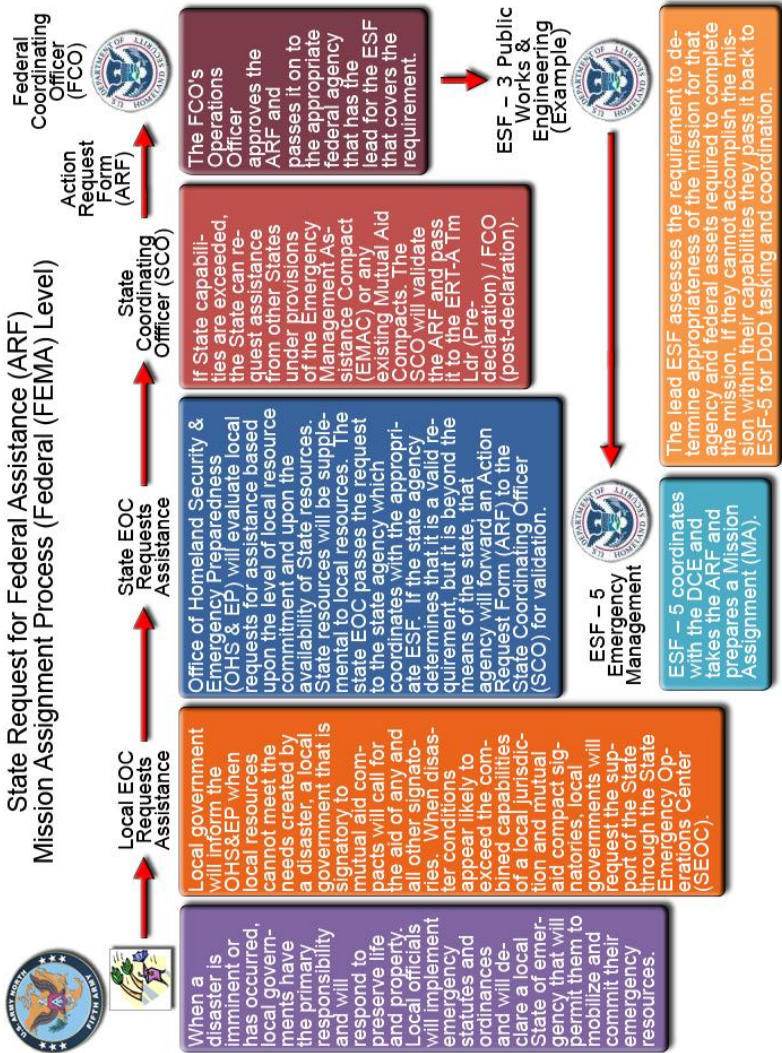 State Request for Federal Assistance (ARF)
Mission Assignment Process (Federal (FEMA) Level)
U.S. ARMY NORTH
FIFTH ARMY
Local EOC
Requests
Assistance
State EOC
Requests
Assistance
State
Coordinating
Offficer (SCO)
Action
Request
Form
(ARF)
Federal
Coordinating
Officer
(FCO)
U.S. DEPARTMENT OF
HOMELAND SECURITY
When a
disaster is
imminent or
has occurred,
local govern-
ments have
the primary
responsibility
and will
respond to
preserve life
and property.
Local officials
will implement
emergency
statutes and
ordinances
and will de-
clare a local
State of emer-
gency that will
permit them to
mobilize and
commit their
emergency
resources.
Local government
will inform the
OHS&EP when
local resources
cannot meet the
needs created by
a disaster, a local
government that is
signatory to
mutual aid com-
pacts will call for
the aid of any and
all other signato-
ries. When disas-
ter conditions
appear likely to
exceed the com-
bined capabilities
of a local jurisdic-
tion and mutual
aid compact sig-
natories, local
governments will
request the sup-
port of the State
through the State
Emergency Op-
erations Center
(SEOC).
Office of Homeland Security &
Emergency Preparedness
(OHS & EP) will evaluate local
requests for assistance based
upon the level of local resource
commitment and upon the
availability of State resources.
State resources will be supple-
mental to local resources. The
state EOC passes the request
to the state agency which
coordinates with the appropri-
ate ESF. If the state agency
determines that it is a valid re-
quirement, but it is beyond the
means of the state, that
agency will forward an Action
Request Form (ARF) to the
State Coordinating Officer
(SCO) for validation.
If State capabili-
ties are exceeded,
the State can re-
quest assistance
from other States
under provisions
of the Emergency
Management As-
sistance Compact
(EMAC) or any
existing Mutual Aid
Compacts. The
SCO will validate
the ARF and pass
it to the ERT-A Tm
Ldr (Pre-
declaration) / FCO
(post-declaration).
The FCO's
Operations
Officer
approves the
ARF and
passes it on to
the appropriate
federal agency
that has the
lead for the ESF
that covers the
requirement.
ESF – 3 Public
Works &
Engineering
(Example)
U.S. DEPARTMENT OF
HOMELAND SECURITY
The lead ESF assesses the requirement to de-
termine appropriateness of the mission for that
agency and federal assets required to complete
the mission. If they cannot accomplish the mis-
sion within their capabilities they pass it back to
ESF-5 for DoD tasking and coordination.
ESF – 5
Emergency
Management
U.S. DEPARTMENT OF
HOMELAND SECURITY
ESF – 5 coordinates
with the DCE and
takes the ARF and
prepares a Mission
Assignment (MA).